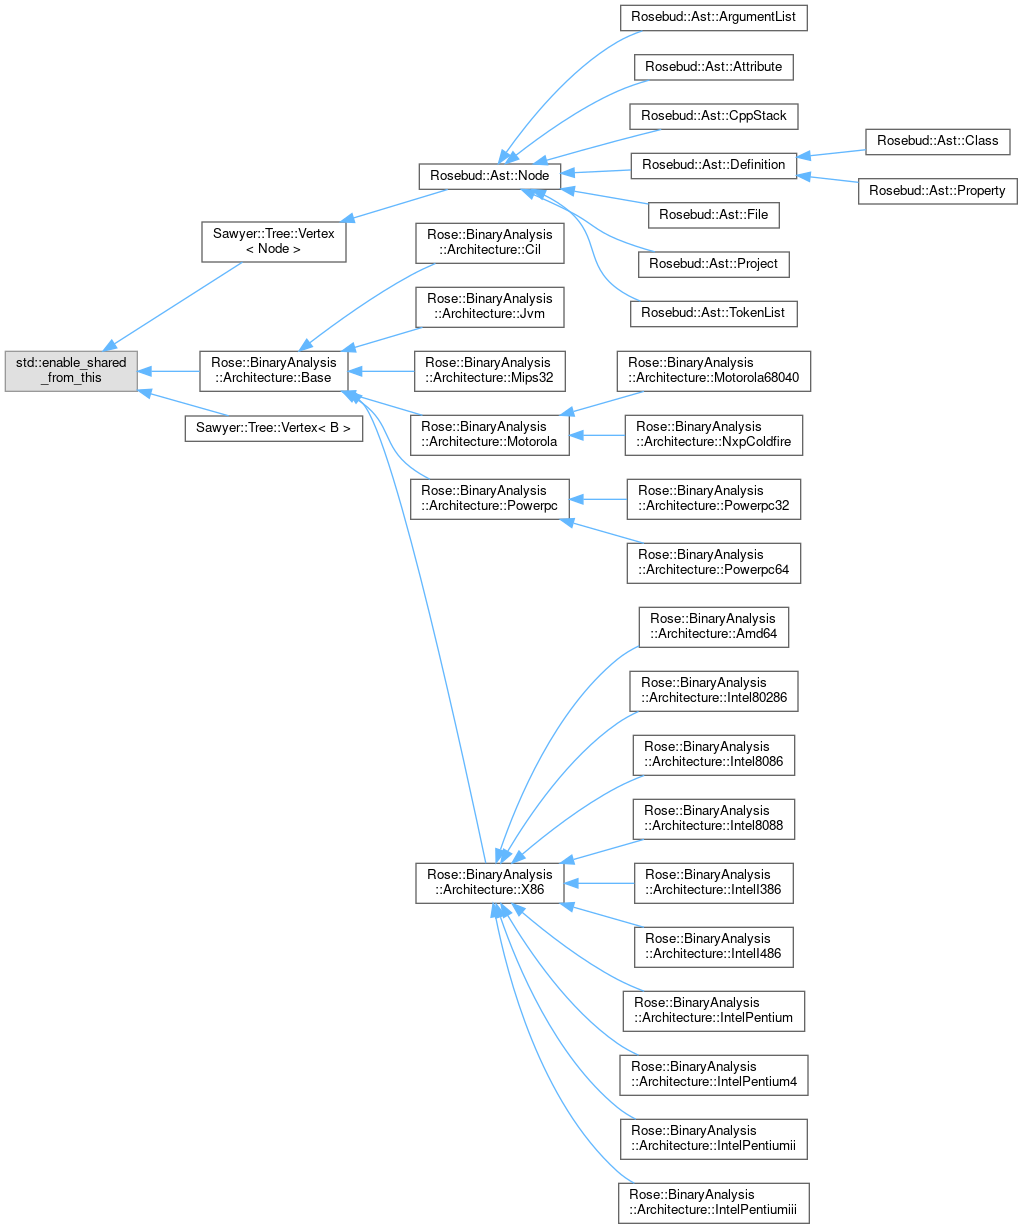 Rosebud::Ast::ArgumentList
Rosebud::Ast::Attribute
Rosebud::Ast::CppStack
Rosebud::Ast::Class
Rosebud::Ast::Definition
Rosebud::Ast::Node
Rosebud::Ast::Property
Rosebud::Ast::File
Sawyer::Tree::Vertex
< Node >
Rose::BinaryAnalysis
::Architecture::Cil
Rosebud::Ast::Project
Rose::BinaryAnalysis
::Architecture::Jvm
Rosebud::Ast::TokenList
std::enable_shared
_from_this
Rose::BinaryAnalysis
::Architecture::Base
Rose::BinaryAnalysis
::Architecture::Mips32
Rose::BinaryAnalysis
::Architecture::Motorola68040
Sawyer::Tree::Vertex< B >
Rose::BinaryAnalysis
::Architecture::Motorola
Rose::BinaryAnalysis
::Architecture::NxpColdfire
Rose::BinaryAnalysis
::Architecture::Powerpc
Rose::BinaryAnalysis
::Architecture::Powerpc32
Rose::BinaryAnalysis
::Architecture::Powerpc64
Rose::BinaryAnalysis
::Architecture::Amd64
Rose::BinaryAnalysis
::Architecture::Intel80286
Rose::BinaryAnalysis
::Architecture::Intel8086
Rose::BinaryAnalysis
::Architecture::Intel8088
Rose::BinaryAnalysis
::Architecture::X86
Rose::BinaryAnalysis
::Architecture::IntelI386
Rose::BinaryAnalysis
::Architecture::IntelI486
Rose::BinaryAnalysis
::Architecture::IntelPentium
Rose::BinaryAnalysis
::Architecture::IntelPentium4
Rose::BinaryAnalysis
::Architecture::IntelPentiumii
Rose::BinaryAnalysis
::Architecture::IntelPentiumiii